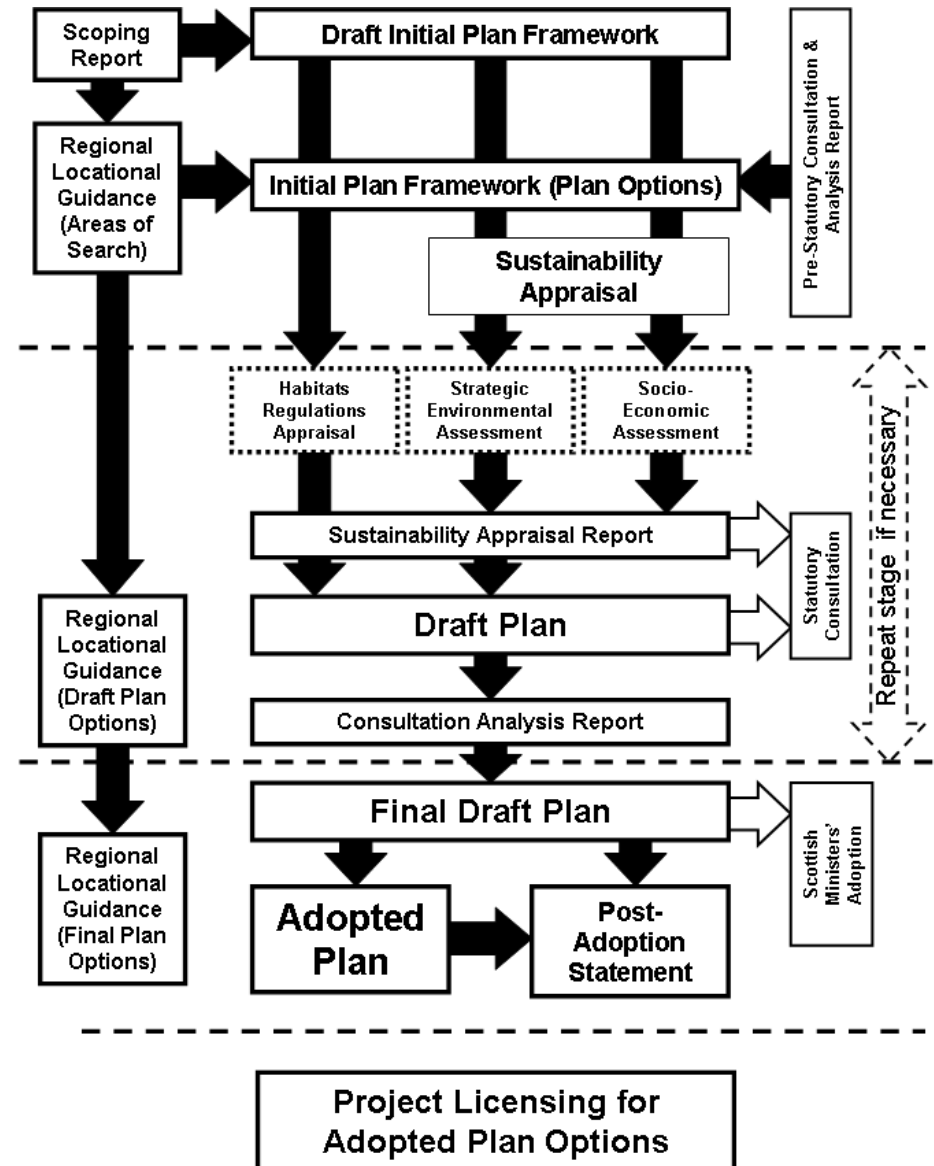 Scoping
Report
Draft Initial Plan Framework
Pre-Statutory Consultation &
Analysis Report
Regional
Locational
Guidance
(Areas of
Search)
Initial Plan Framework (Plan Options)
Sustainability
Appraisal
Habitats
Regulations
Appraisal
Strategic
Environmental
Assessment
Socio-
Economic
Assessment
Repeat stage if necessary
Sustainability Appraisal Report
Statutory
Consultation
Regional
Locational
Guidance
(Draft Plan
Options)
Draft Plan
Consultation Analysis Report
Final Draft Plan
Scottish
Ministers'
Adoption
Regional
Locational
Guidance
(Final Plan
Options)
Adopted
Plan
Post-
Adoption
Statement
Project Licensing for
Adopted Plan Options